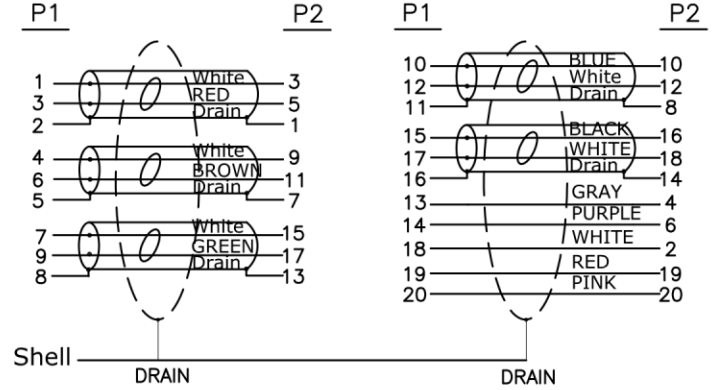 P1 P2
1 White 3
3 RED 5
2 Drain 1
4 White 9
6 BROWN 11
5 Drain 7
7 White 15
9 GREEN 17
8 Drain 13
P1 P2
10 BLUE 10
12 White 12
11 Drain 8
15 BLACK 16
17 WHITE 18
16 Drain 14
13 GRAY 4
14 PURPLE 6
18 WHITE 2
19 RED 19
20 PINK 20
Shell
DRAIN DRAIN